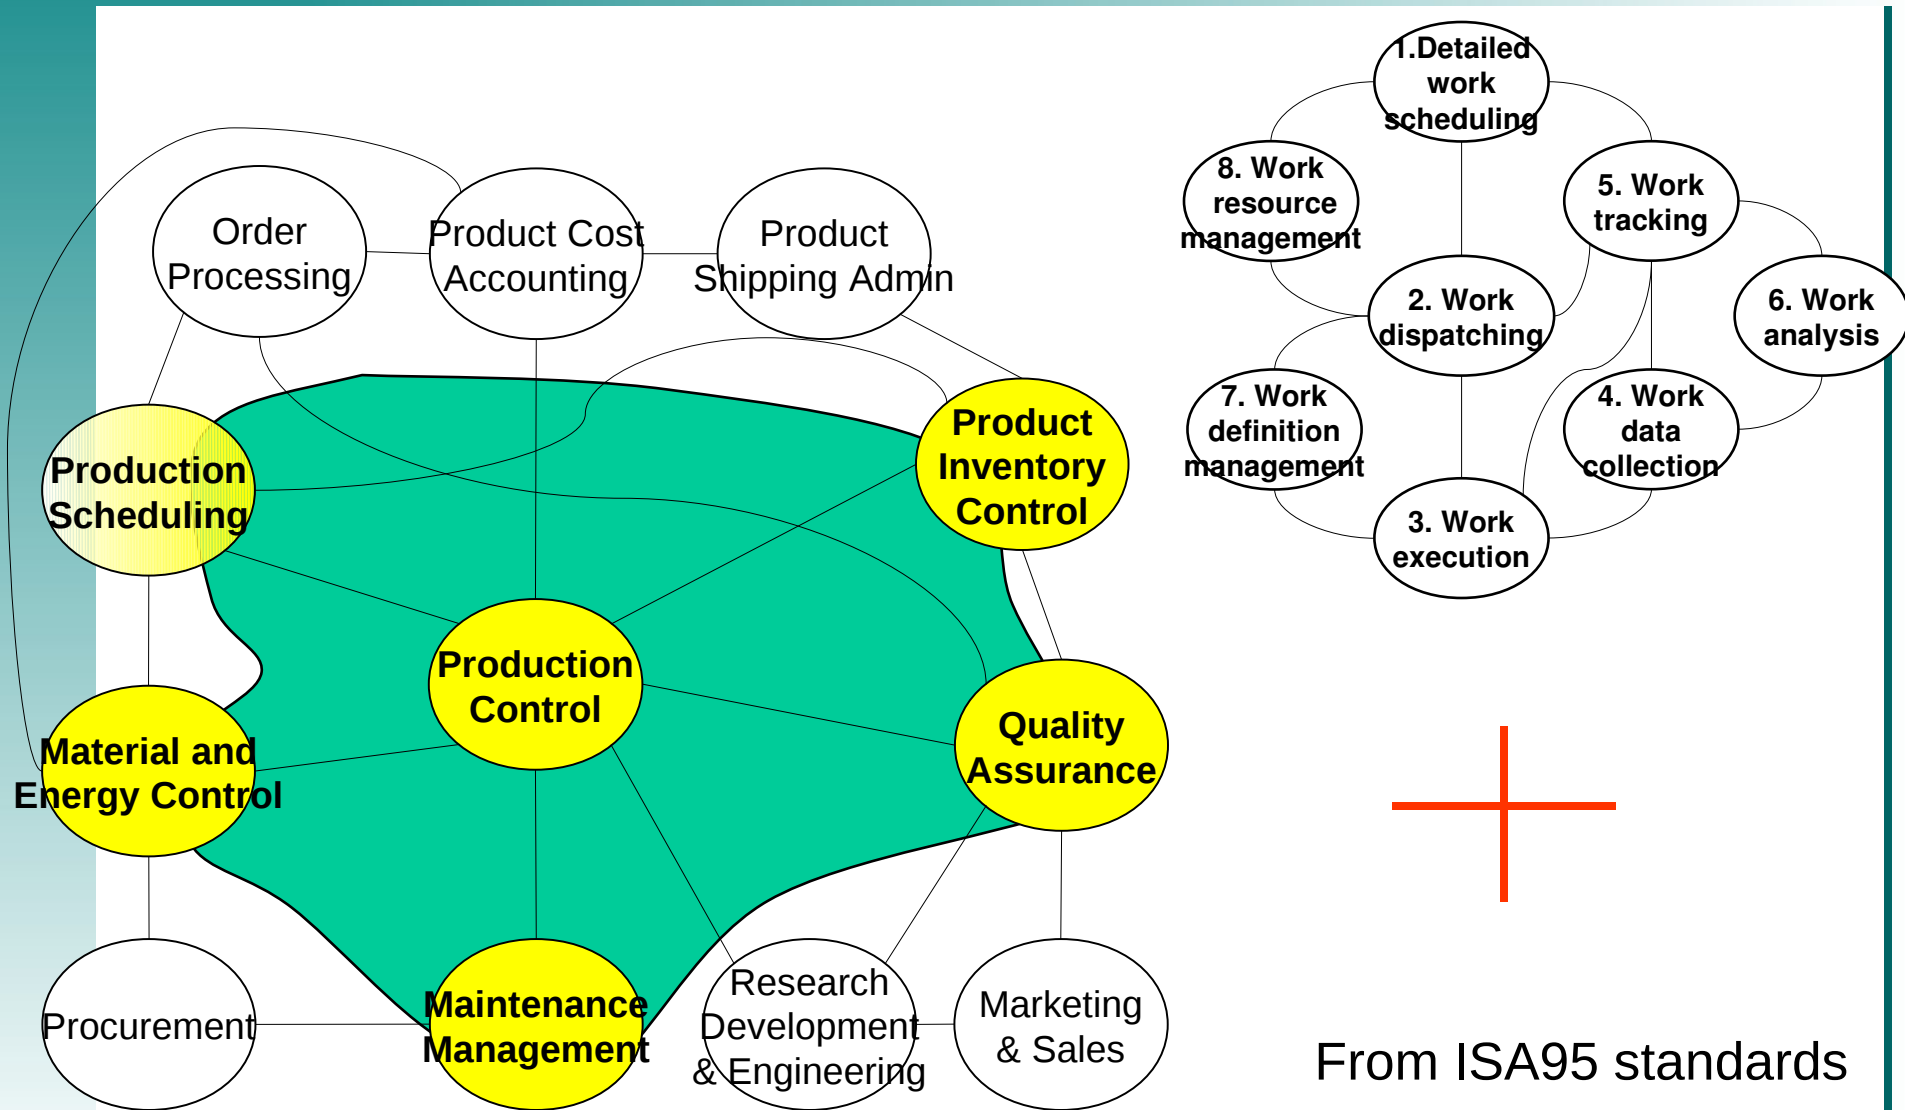 Order
Processing
Product Cost
Accounting
Product
Shipping Admin
Production
Scheduling
Product
Inventory
Control
Production
Control
Material and
Energy Control
Quality
Assurance
Procurement
Maintenance
Management
Research
Development
& Engineering
Marketing
& Sales
1.Detailed
work
scheduling
8. Work
resource
management
5. Work
tracking
2. Work
dispatching
6. Work
analysis
7. Work
definition
management
4. Work
data
collection
3. Work
execution
From ISA95 standards